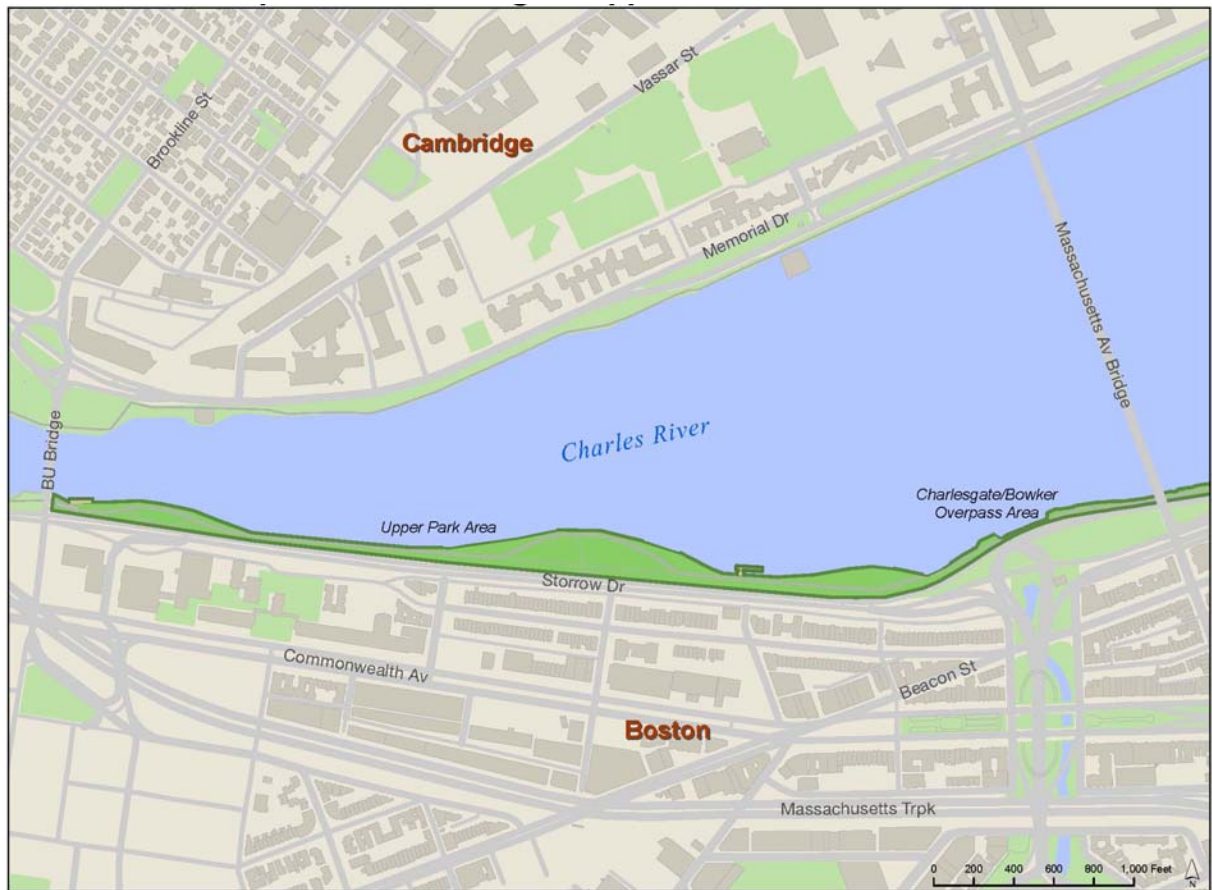 Vassar St
Brookline St
Cambridge
Memorial Dr
Massachusetts Av Bridge
BU Bridge
Charles River
Charlesgate/Bowker
Overpass Area
Upper Park Area
Storrow Dr
Commonwealth Av
Beacon St
Boston
Massachusetts Trpk
0 200 400 600 800 1,000 Feet
N